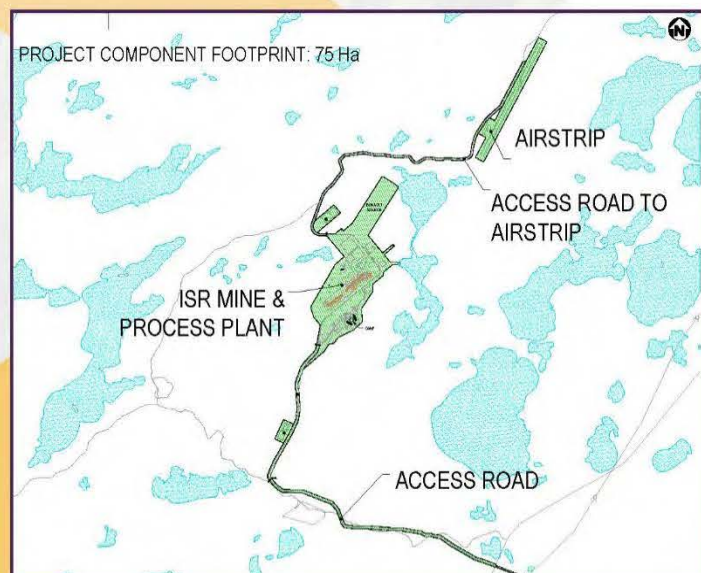 N
PROJECT COMPONENT FOOTPRINT: 75 Ha
AIRSTRIP
ACCESS ROAD TO
AIRSTRIP
ISR MINE &
PROCESS PLANT
ACCESS ROAD